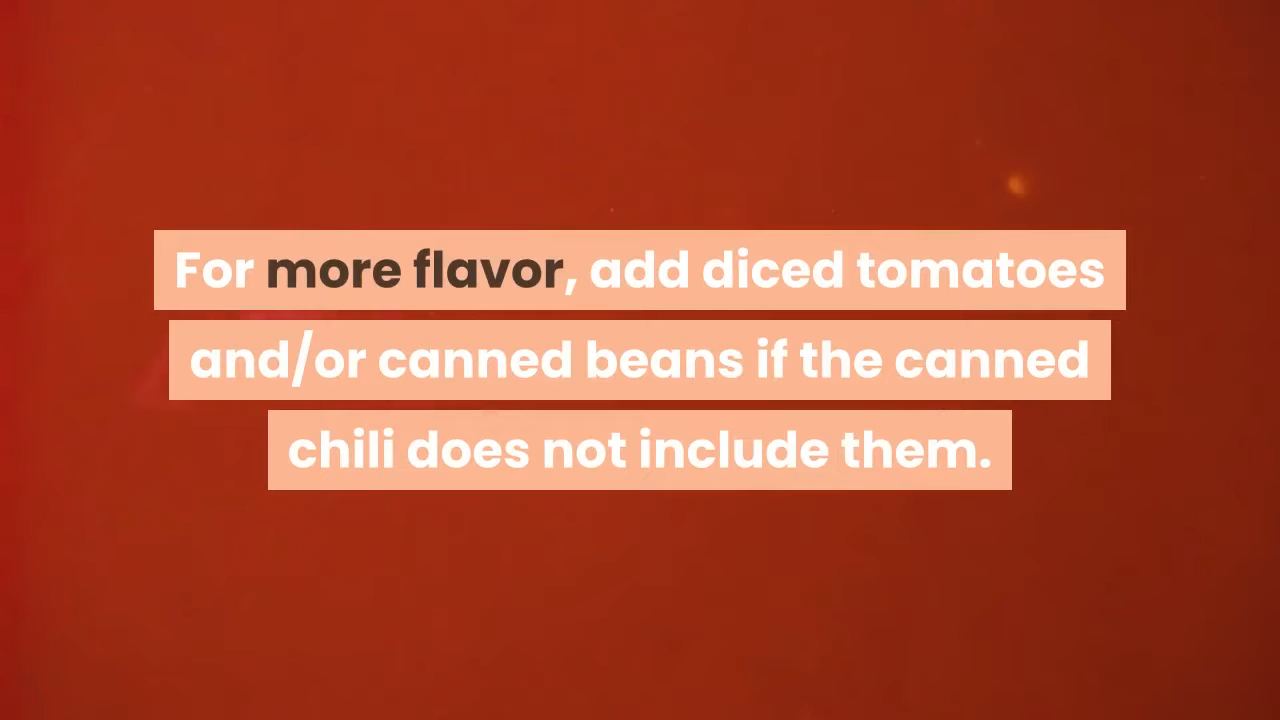 For more flavor, add diced tomatoes
and/or canned beans if the canned
chili does not include them.